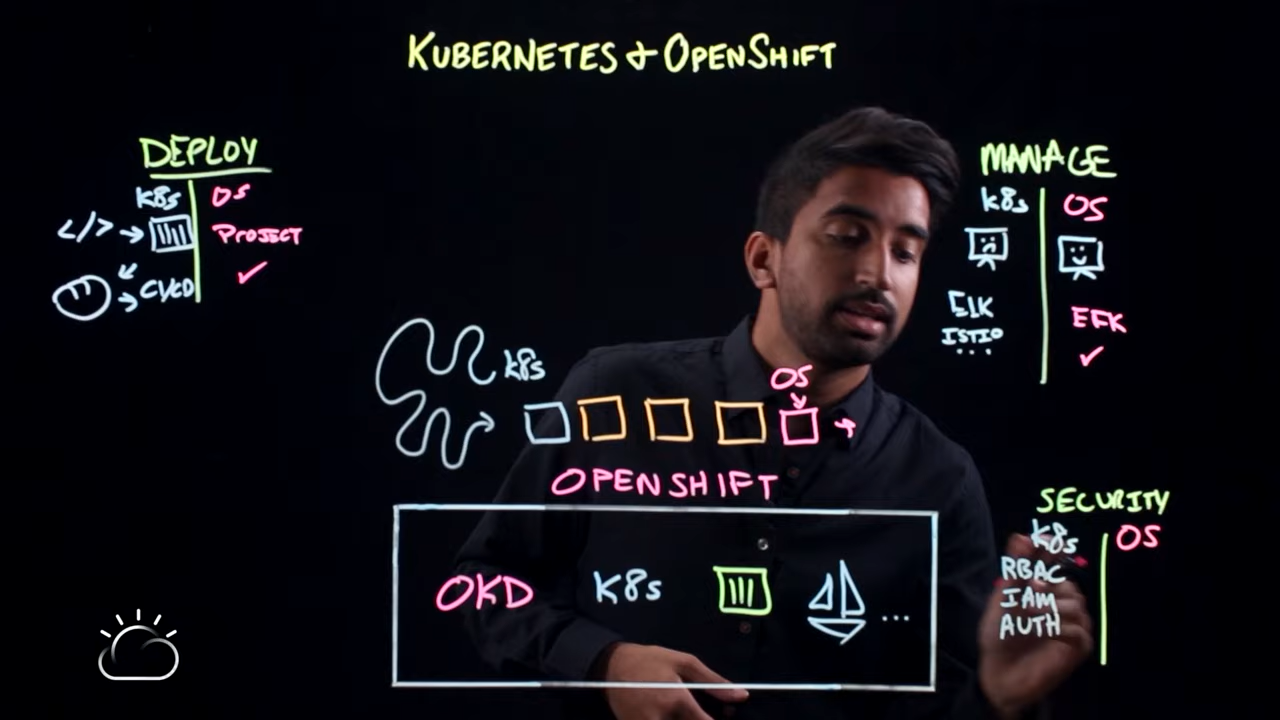 KUBERNETES & OPENSHIFT
DEPLOY
K8s OS
</> PROJECT
CI/CD
MANAGE
K8s OS
ELK EFK
ISTIO
...
K8s
OS
OPENSHIFT
OKD K8s ...
SECURITY
K8s OS
RBAC
IAM
AUTH